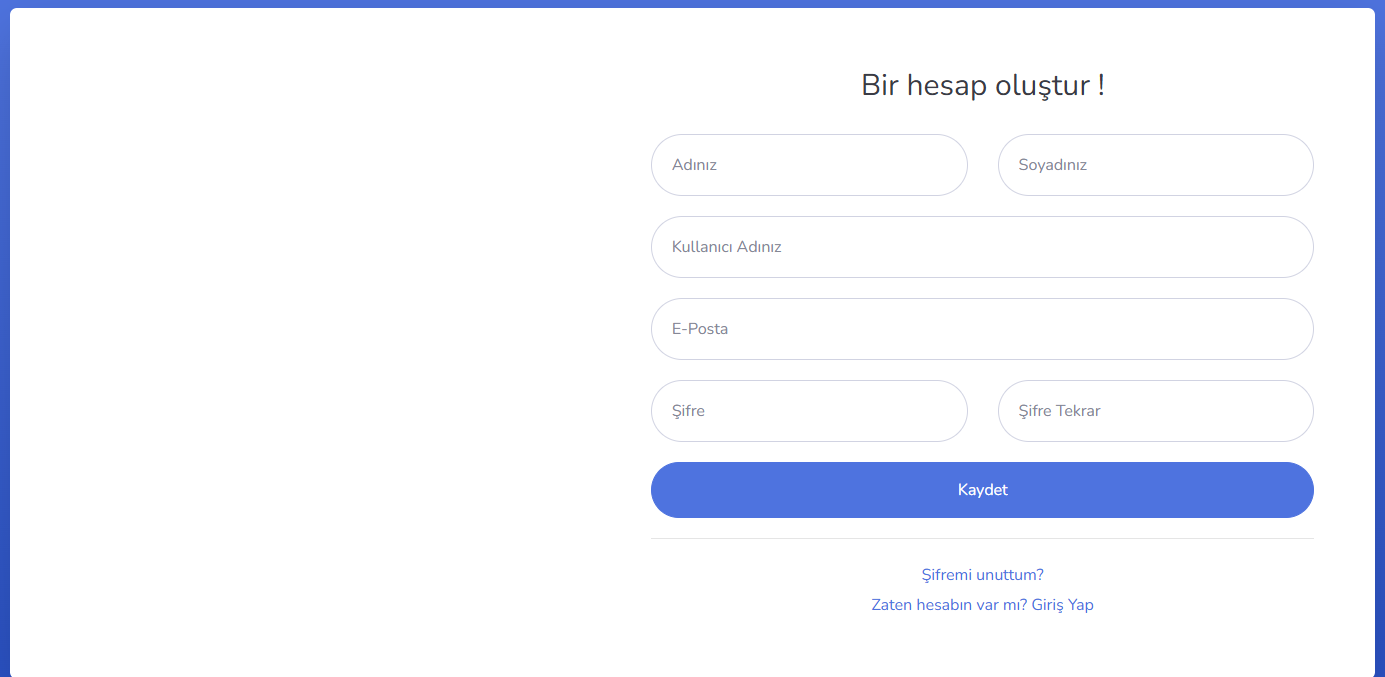 Bir hesap oluştur !
Adınız
Soyadınız
Kullanıcı Adınız
E-Posta
Şifre
Şifre Tekrar
Kaydet
Şifremi unuttum?
Zaten hesabın var mı? Giriş Yap